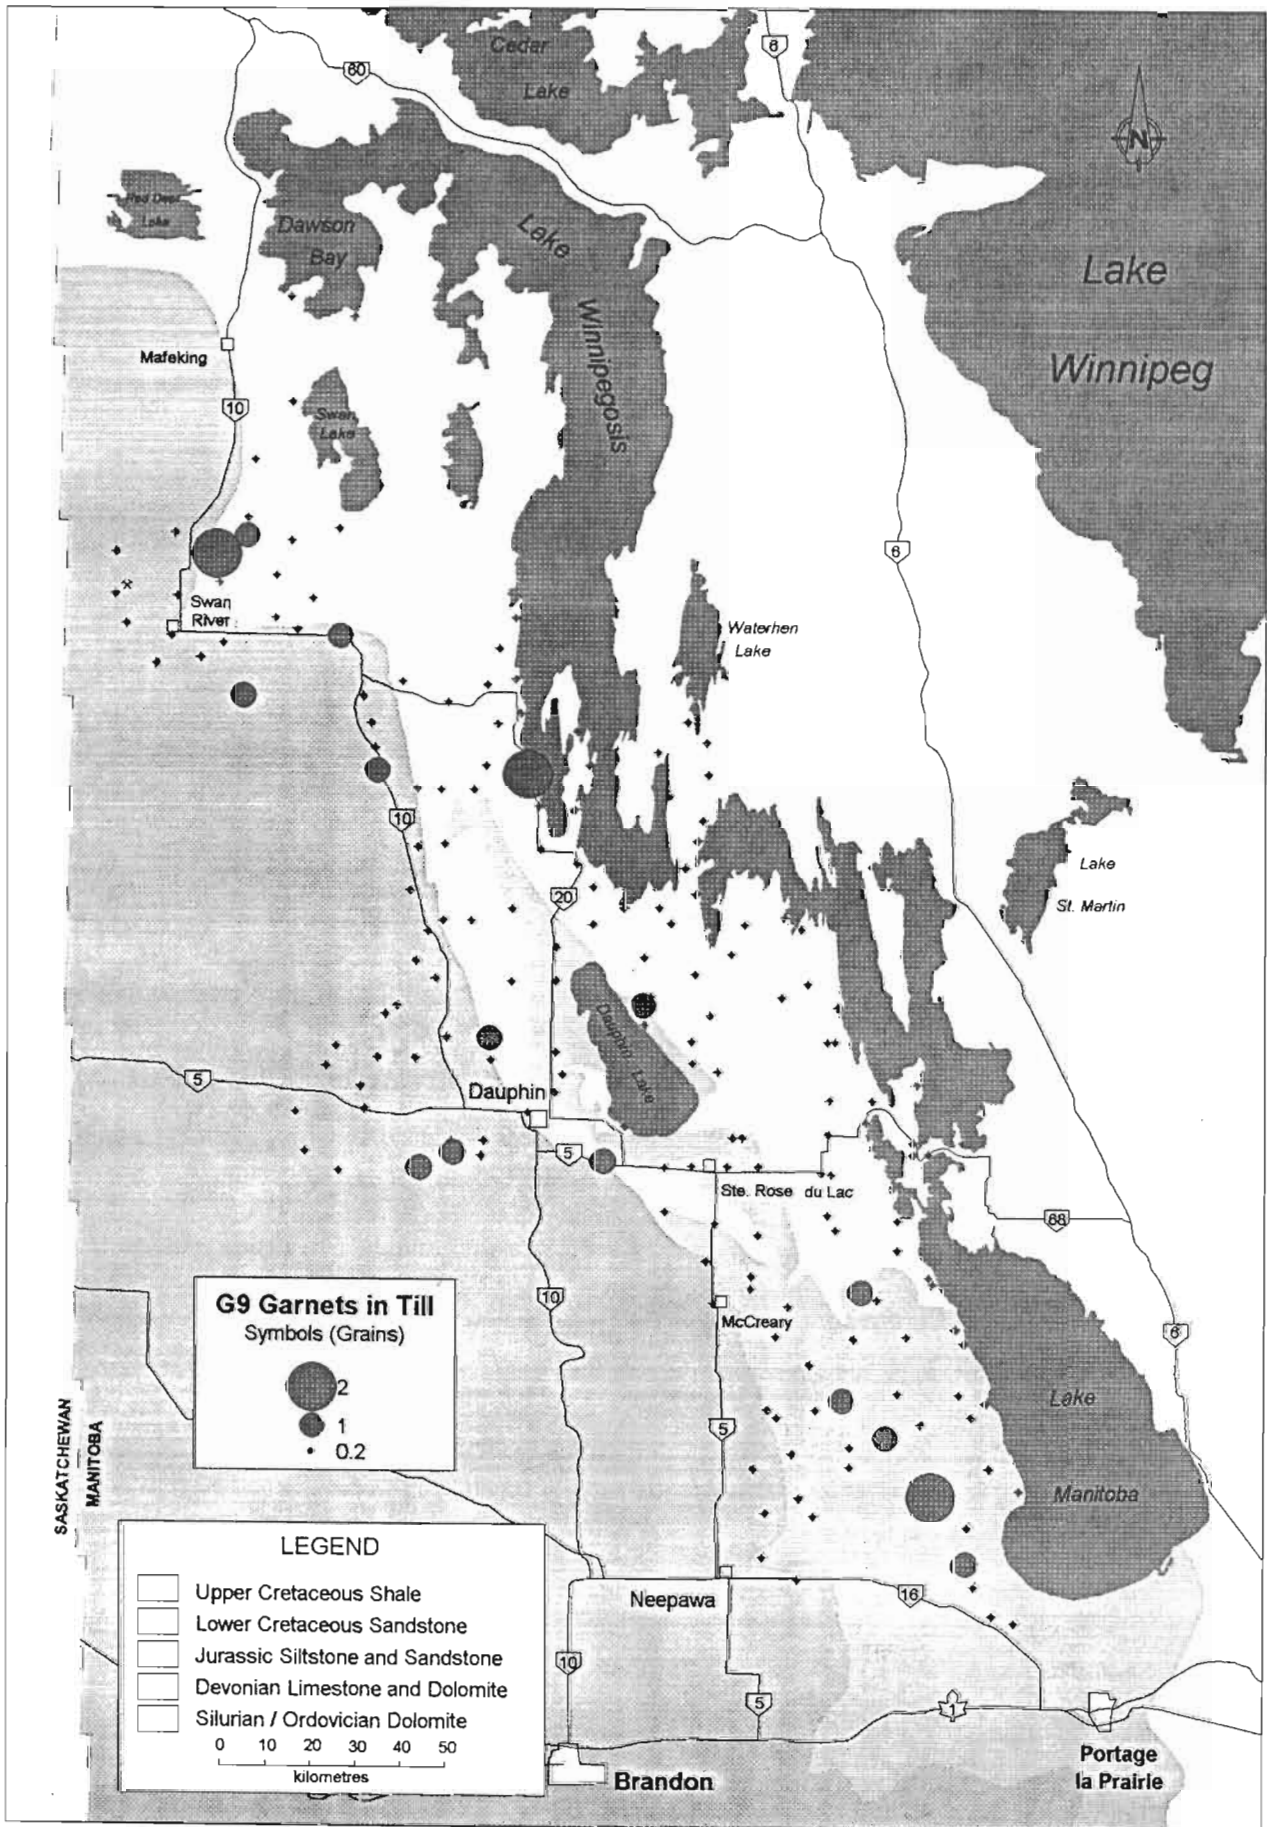 Cedar
Lake
6
60
N
Red Deer
Lake
Dawson
Bay
Lake
Winnipegosis
Lake
Winnipeg
Mafeking
10
Swan
Lake
6
Swan
River
Waterhen
Lake
10
20
Lake
St. Martin
Dauphin
Lake
5
Dauphin
5
Ste. Rose du Lac
68
10
McCreary
6
G9 Garnets in Till
Symbols (Grains)
2
1
0.2
SASKATCHEWAN
MANITOBA
5
Lake
Manitoba
LEGEND
Upper Cretaceous Shale
Lower Cretaceous Sandstone
Jurassic Siltstone and Sandstone
Devonian Limestone and Dolomite
Silurian / Ordovician Dolomite
0 10 20 30 40 50
kilometres
Neepawa
16
10
5
1
Brandon
Portage
la Prairie